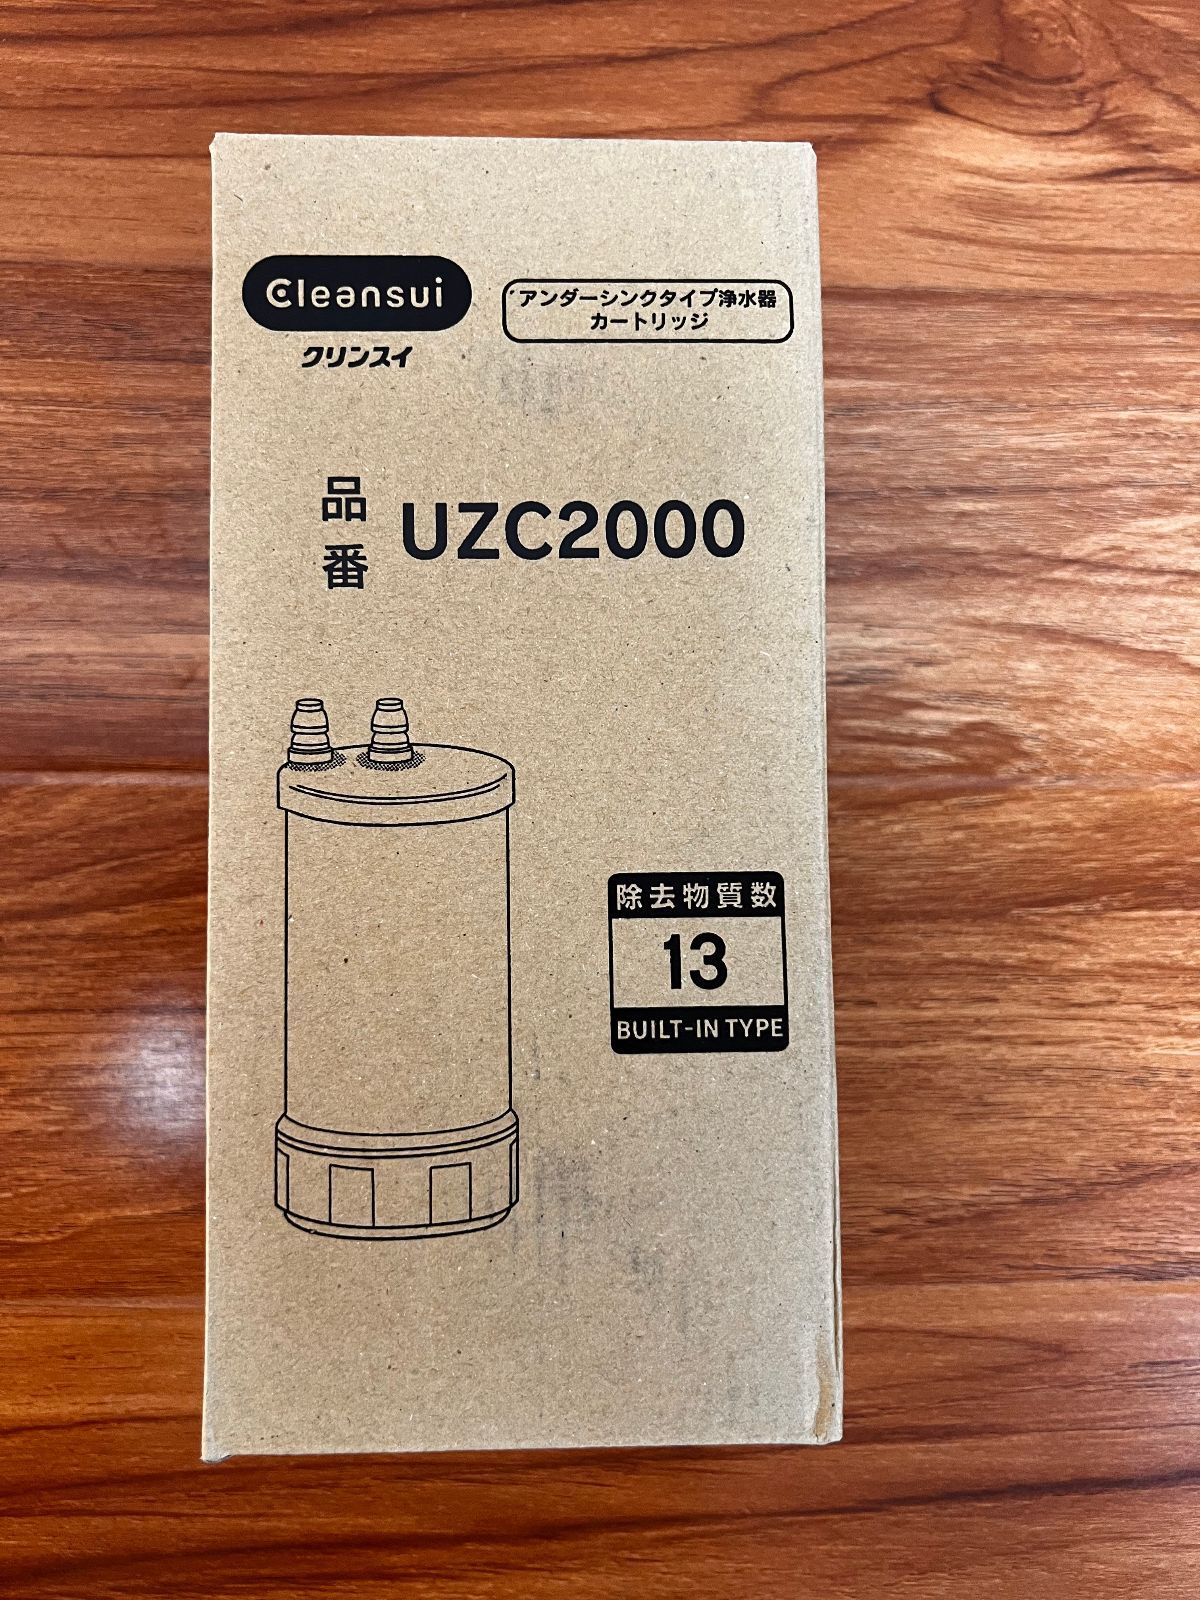 Cleansui
クリンスイ
アンダーシンクタイプ浄水器
カートリッジ
品番 UZC2000
除去物質数
13
BUILT-IN TYPE